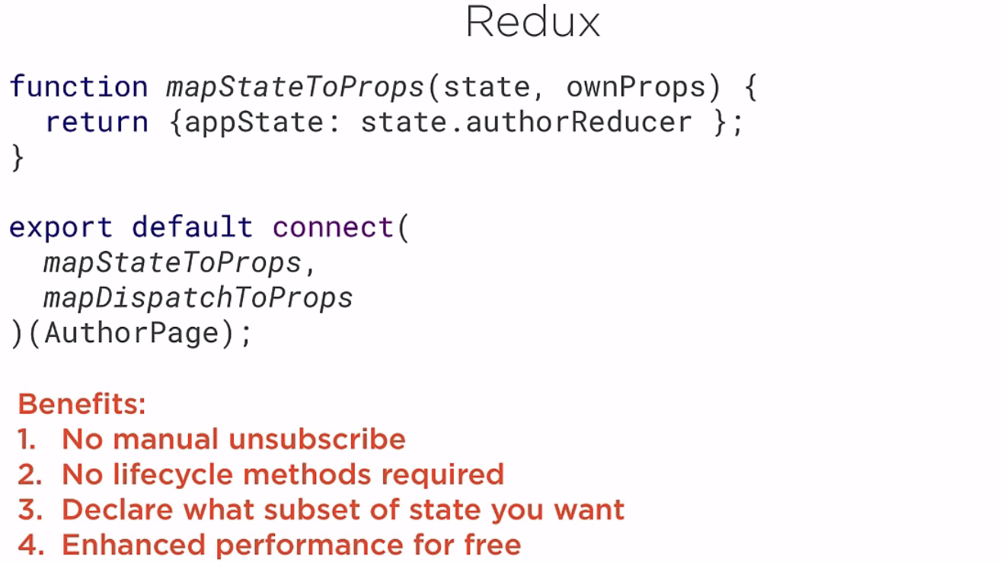 Redux
function mapStateToProps(state, ownProps) {
  return {appState: state.authorReducer };
}
export default connect(
  mapStateToProps,
  mapDispatchToProps
)(AuthorPage);
Benefits:
1. No manual unsubscribe
2. No lifecycle methods required
3. Declare what subset of state you want
4. Enhanced performance for free